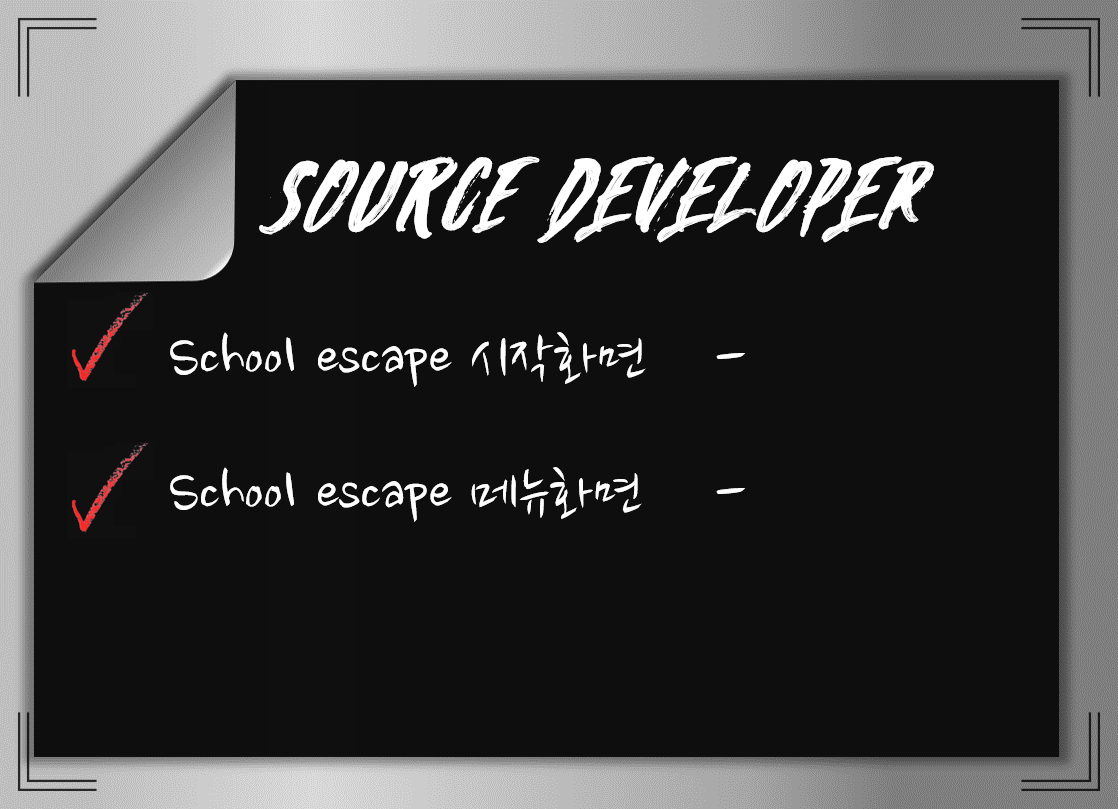 SOURCE DEVELOPER
School escape 시작화면 -
School escape 메뉴화면 -